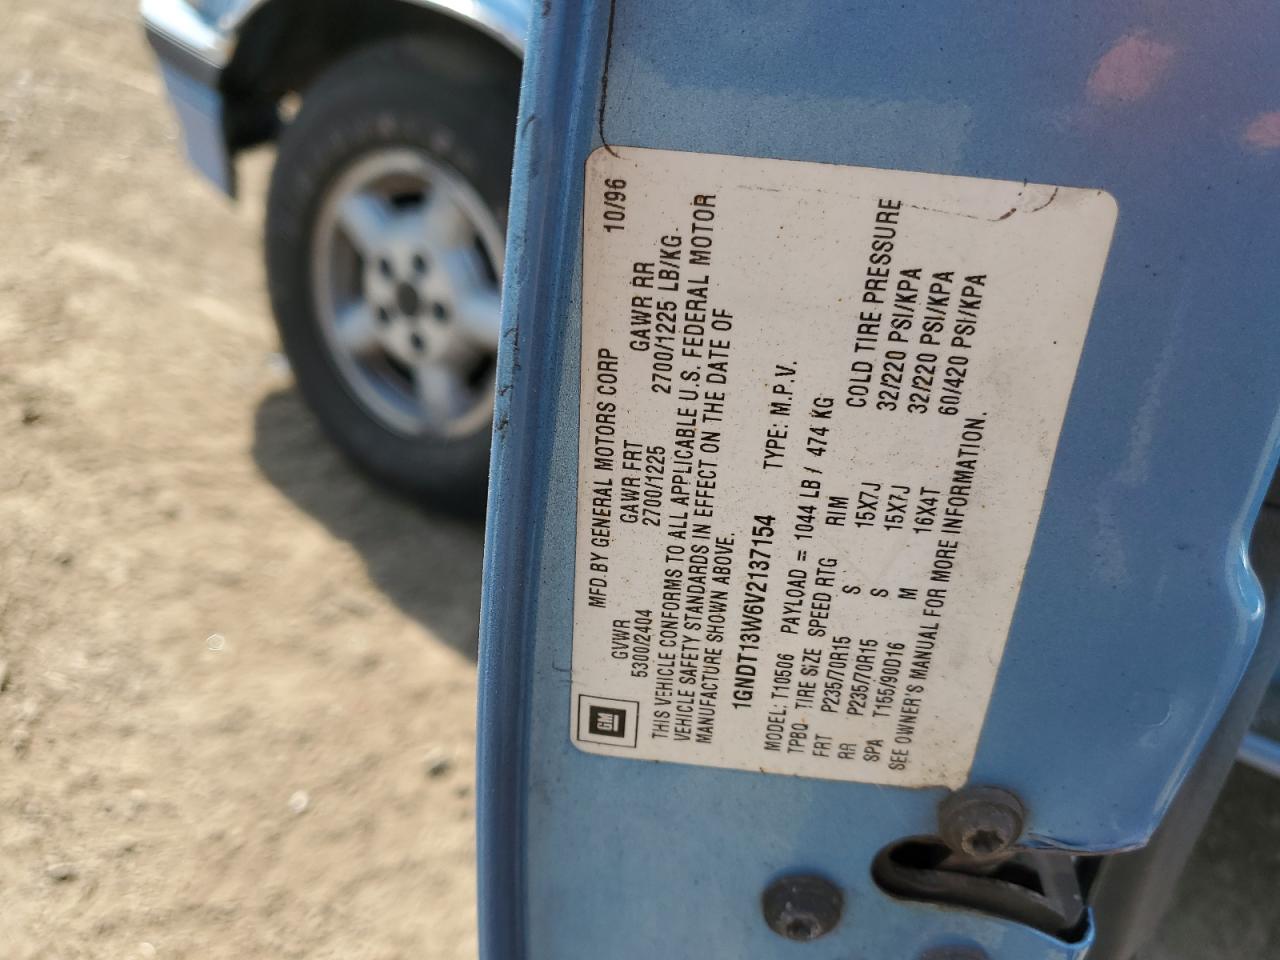 MFD. BY GENERAL MOTORS CORP 10/96
GVWR GAWR FRT GAWR RR
5300/2404 2700/1225 2700/1225 LB/KG
THIS VEHICLE CONFORMS TO ALL APPLICABLE U.S. FEDERAL MOTOR
VEHICLE SAFETY STANDARDS IN EFFECT ON THE DATE OF
MANUFACTURE SHOWN ABOVE.
1GNDT13W6V2137154 TYPE: M.P.V.
MODEL: T10506 PAYLOAD = 1044 LB / 474 KG
TPBQ TIRE SIZE SPEED RTG RIM COLD TIRE PRESSURE
FRT P235/70R15 S 15X7J 32/220 PSI/KPA
RR P235/70R15 S 15X7J 32/220 PSI/KPA
SPA T155/90D16 M 16X4T 60/420 PSI/KPA
SEE OWNER'S MANUAL FOR MORE INFORMATION.
GM